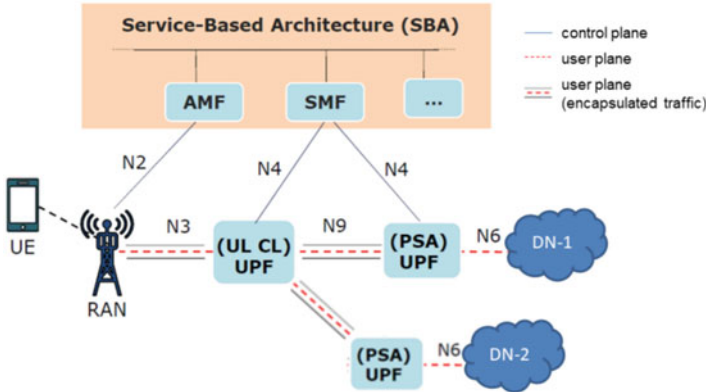 Service-Based Architecture (SBA)
control plane
user plane
user plane
(encapsulated traffic)
AMF
SMF
...
N2
N4
N4
UE
N3
(UL CL)
UPF
N9
(PSA)
UPF
N6
DN-1
RAN
(PSA)
UPF
N6
DN-2